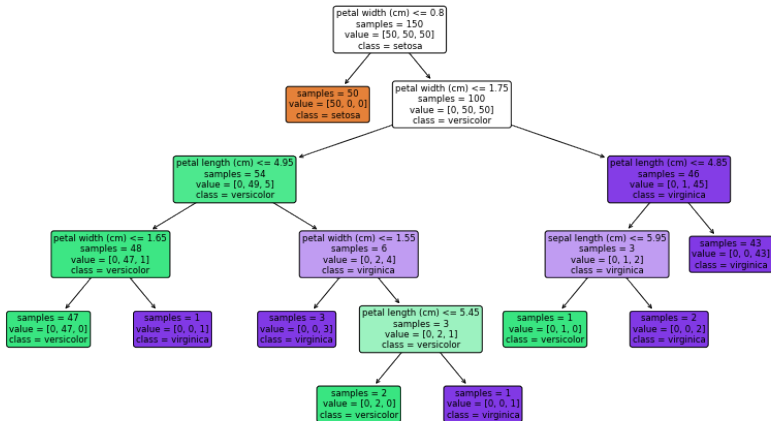 petal width (cm) <= 0.8
samples = 150
value = [50, 50, 50]
class = setosa
samples = 50
value = [50, 0, 0]
class = setosa
petal width (cm) <= 1.75
samples = 100
value = [0, 50, 50]
class = versicolor
petal length (cm) <= 4.95
samples = 54
value = [0, 49, 5]
class = versicolor
petal length (cm) <= 4.85
samples = 46
value = [0, 1, 45]
class = virginica
petal width (cm) <= 1.65
samples = 48
value = [0, 47, 1]
class = versicolor
petal width (cm) <= 1.55
samples = 6
value = [0, 2, 4]
class = virginica
sepal length (cm) <= 5.95
samples = 3
value = [0, 1, 2]
class = virginica
samples = 43
value = [0, 0, 43]
class = virginica
samples = 47
value = [0, 47, 0]
class = versicolor
samples = 1
value = [0, 0, 1]
class = virginica
samples = 3
value = [0, 0, 3]
class = virginica
petal length (cm) <= 5.45
samples = 3
value = [0, 2, 1]
class = versicolor
samples = 1
value = [0, 1, 0]
class = versicolor
samples = 2
value = [0, 0, 2]
class = virginica
samples = 2
value = [0, 2, 0]
class = versicolor
samples = 1
value = [0, 0, 1]
class = virginica